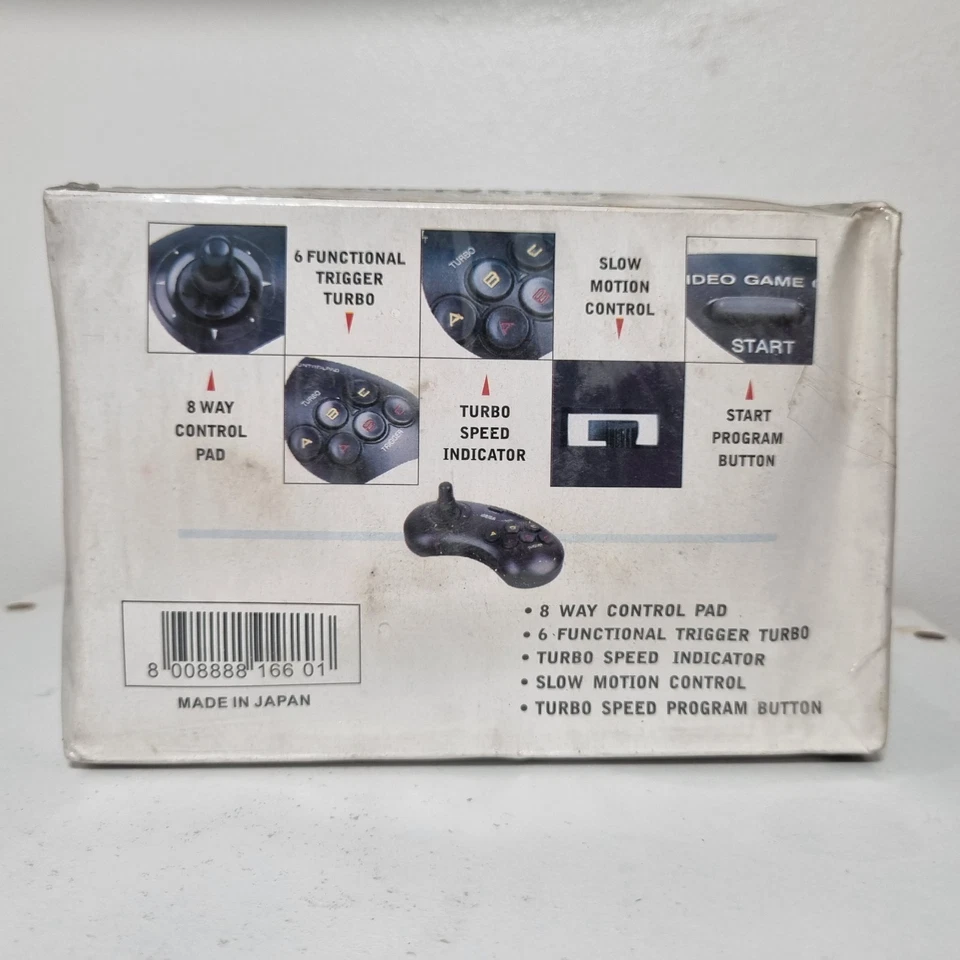 6 FUNCTIONAL
TRIGGER
TURBO
TURBO
B
A
A
SLOW
MOTION
CONTROL
IDEO GAME
START
8 WAY
CONTROL
PAD
TURBO
B
A
A
TRIGGER
TURBO
SPEED
INDICATOR
START
PROGRAM
BUTTON
8 008888 166 01
MADE IN JAPAN
• 8 WAY CONTROL PAD
• 6 FUNCTIONAL TRIGGER TURBO
• TURBO SPEED INDICATOR
• SLOW MOTION CONTROL
• TURBO SPEED PROGRAM BUTTON